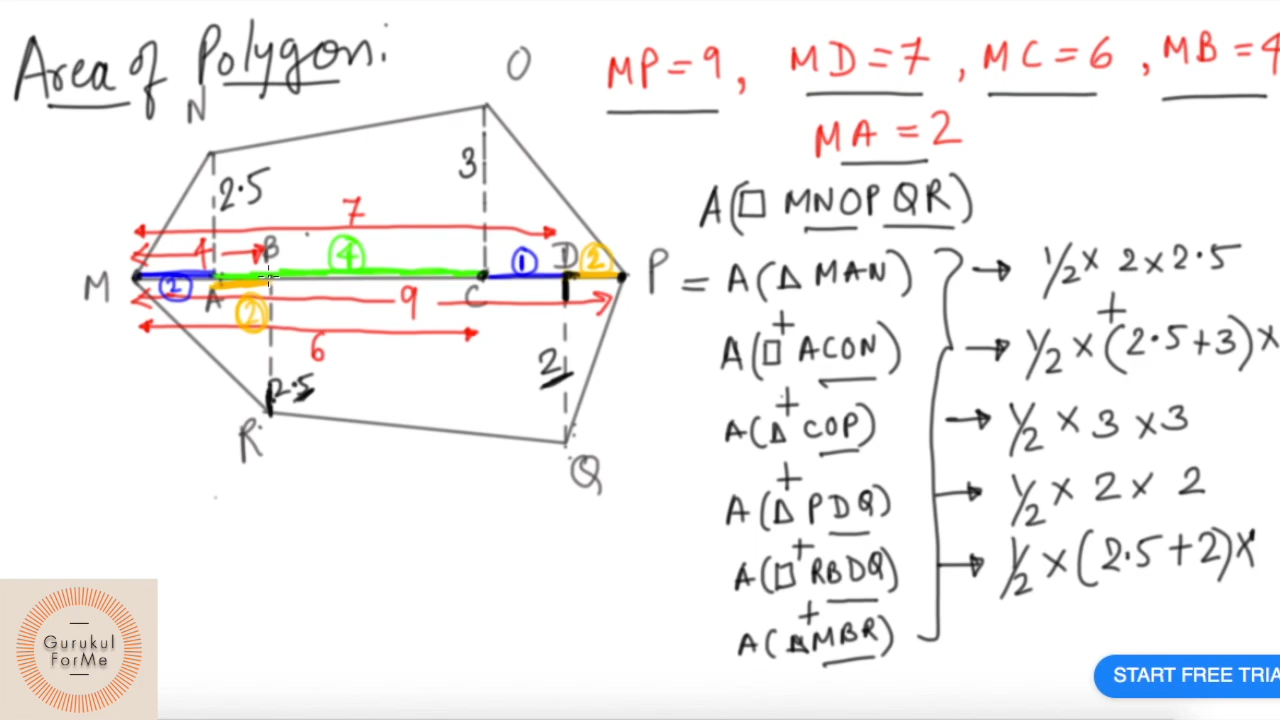 Area of Polygon:
MP = 9, MD = 7, MC = 6, MB = 4
MA = 2
N
O
2.5
3
7
4
B
4
1
D
2
M
2
A
2
9
C
P
6
2.5
2
R
Q
A(□ MNOPQR)
= A(Δ MAN) → 1/2 × 2 × 2.5
+ +
A(□ ACON) → 1/2 × (2.5+3) ×
+
A(Δ COP) → 1/2 × 3 × 3
+
A(Δ PDQ) → 1/2 × 2 × 2
+
A(□ RBDQ) → 1/2 × (2.5+2) ×
+
A(Δ MBR)
Gurukul
ForMe
START FREE TRIA